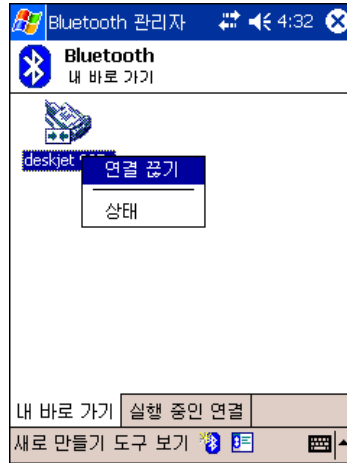 Bluetooth 관리자 4:32
Bluetooth
내 바로 가기
deskjet
연결 끊기
상태
내 바로 가기 실행 중인 연결
새로 만들기 도구 보기